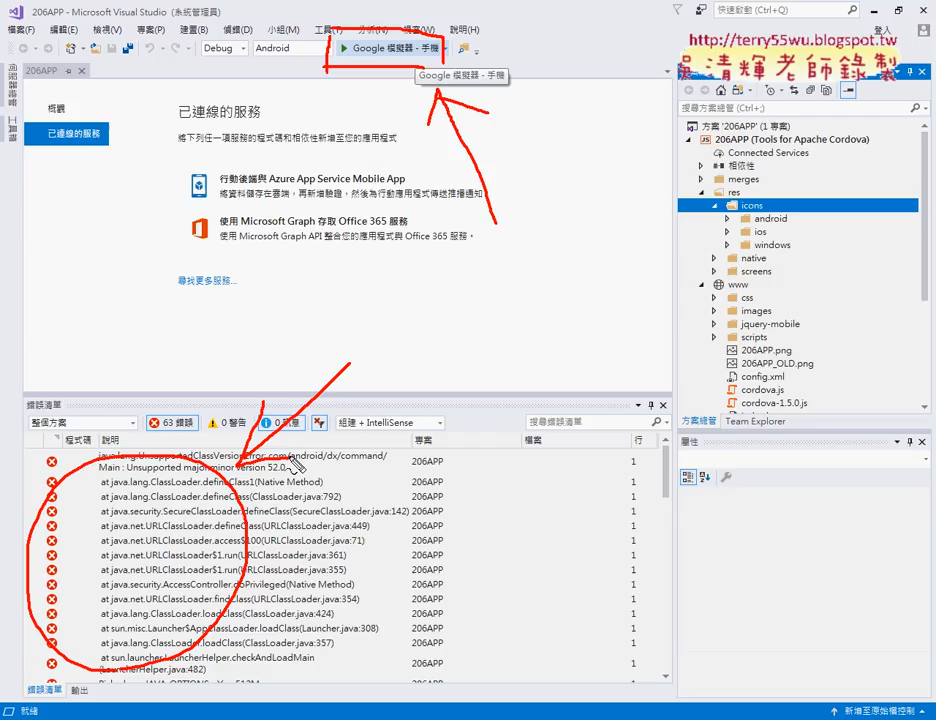 206APP - Microsoft Visual Studio (系統管理員)
快速啟動 (Ctrl+Q)
檔案(F) 編輯(E) 檢視(V) 專案(P) 建置(B) 偵錯(D) 小組(M) 工具(T) 分析(N) 視窗(W) 說明(H)
登入
http://terry55wu.blogspot.tw
吳清輝老師錄製
Debug Android Google 模擬器 - 手機
Google 模擬器 - 手機
206APP
工具箱
概觀
已連線的服務
已連線的服務
將下列任一項服務的程式碼和相依性新增至您的應用程式
行動後端與 Azure App Service Mobile App
將資料儲存在雲端，再新增驗證，然後為行動應用程式傳送推播通知
使用 Microsoft Graph 存取 Office 365 服務
使用 Microsoft Graph API 整合您的應用程式與 Office 365 服務。
尋找更多服務...
搜尋方案總管 (Ctrl+;)
方案 '206APP' (1 專案)
206APP (Tools for Apache Cordova)
Connected Services
相依性
merges
res
icons
android
ios
windows
native
screens
www
css
images
jquery-mobile
scripts
206APP.png
206APP_OLD.png
config.xml
cordova.js
cordova-1.5.0.js
方案總管 Team Explorer
屬性
錯誤清單
整個方案 63 錯誤 0 警告 0 訊息 組建 + IntelliSense 搜尋錯誤清單
程式碼 說明 專案 檔案 行
java.lang.UnsupportedClassVersionError: com/android/dx/command/
Main : Unsupported major.minor version 52.0 206APP 1
at java.lang.ClassLoader.defineClass1(Native Method) 206APP 1
at java.lang.ClassLoader.defineClass(ClassLoader.java:792) 206APP 1
at java.security.SecureClassLoader.defineClass(SecureClassLoader.java:142) 206APP 1
at java.net.URLClassLoader.defineClass(URLClassLoader.java:449) 206APP 1
at java.net.URLClassLoader.access$100(URLClassLoader.java:71) 206APP 1
at java.net.URLClassLoader$1.run(URLClassLoader.java:361) 206APP 1
at java.net.URLClassLoader$1.run(URLClassLoader.java:355) 206APP 1
at java.security.AccessController.doPrivileged(Native Method) 206APP 1
at java.net.URLClassLoader.findClass(URLClassLoader.java:354) 206APP 1
at java.lang.ClassLoader.loadClass(ClassLoader.java:424) 206APP 1
at sun.misc.Launcher$AppClassLoader.loadClass(Launcher.java:308) 206APP 1
at java.lang.ClassLoader.loadClass(ClassLoader.java:357) 206APP 1
at sun.launcher.LauncherHelper.checkAndLoadMain
(LauncherHelper.java:482) 206APP 1
錯誤清單 輸出
就緒
新增至原始檔控制